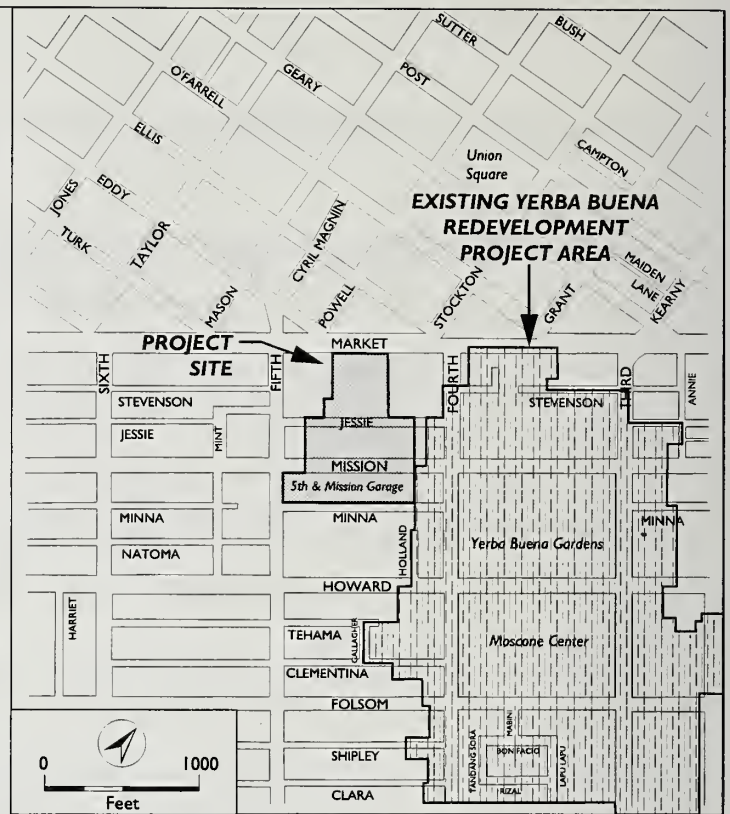 SUTTER
BUSH
GEARY
POST
O'FARRELL
ELLIS
Union
Square
CAMPTON
JONES
EDDY
TURK
TAYLOR
CYRIL MAGNIN
EXISTING YERBA BUENA
REDEVELOPMENT
PROJECT AREA
MAIDEN
LANE
KEARNY
MASON
POWELL
STOCKTON
GRANT
PROJECT
SITE
MARKET
SIXTH
FIFTH
FOURTH
THIRD
ANNIE
STEVENSON
STEVENSON
JESSIE
MINT
JESSIE
MISSION
5th & Mission Garage
MINNA
MINNA
MINNA
NATOMA
HOLLAND
Yerba Buena Gardens
HOWARD
HARRIET
TEHAMA
GALLAGHER
Moscone Center
CLEMENTINA
FOLSOM
SHIPLEY
TANDANG SORA
MABINI
BONIFACIO
LAPU LAPU
RIZAL
CLARA
0
1000
Feet